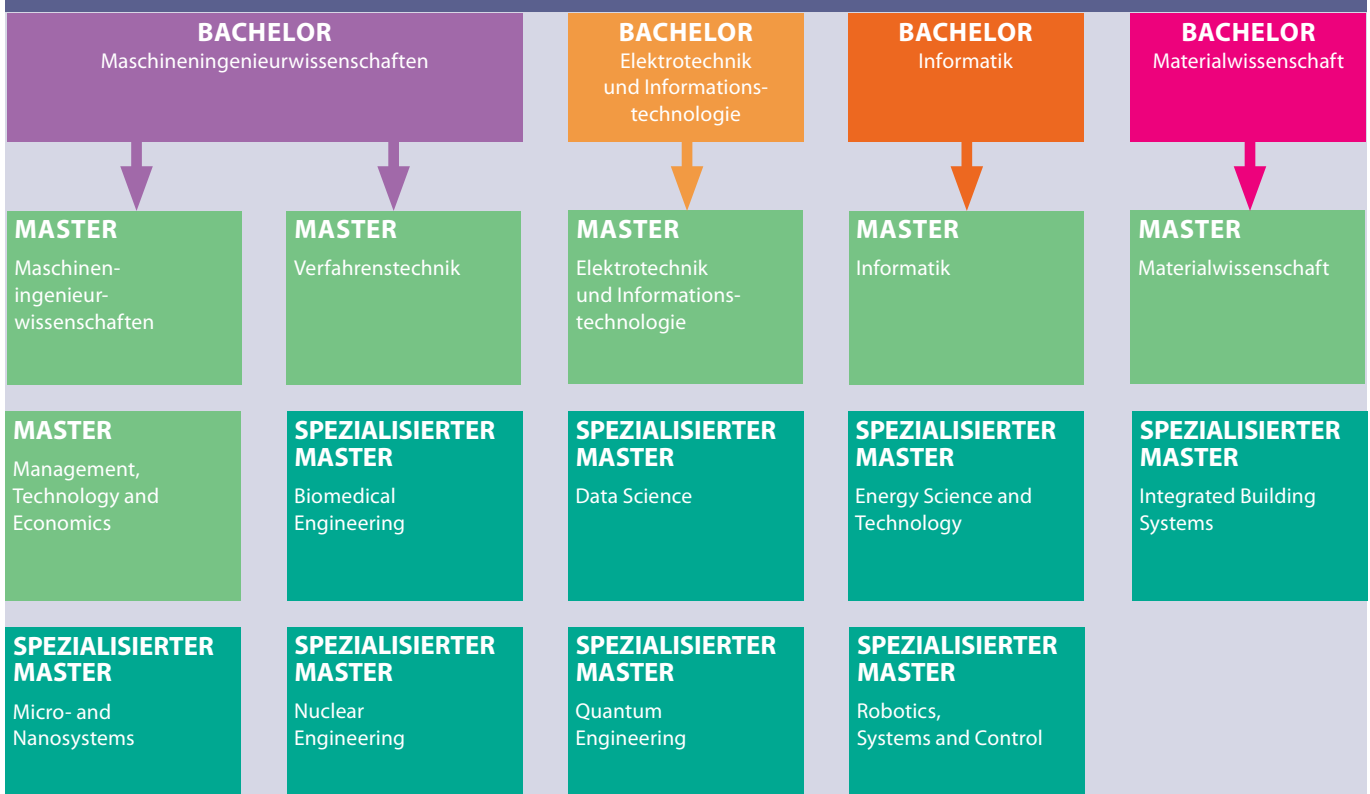 BACHELOR
Maschineningenieurwissenschaften
BACHELOR
Elektrotechnik
und Informations-
technologie
BACHELOR
Informatik
BACHELOR
Materialwissenschaft
MASTER
Maschinen-
ingenieur-
wissenschaften
MASTER
Verfahrenstechnik
MASTER
Elektrotechnik
und Informations-
technologie
MASTER
Informatik
MASTER
Materialwissenschaft
MASTER
Management,
Technology and
Economics
SPEZIALISIERTER
MASTER
Biomedical
Engineering
SPEZIALISIERTER
MASTER
Data Science
SPEZIALISIERTER
MASTER
Energy Science and
Technology
SPEZIALISIERTER
MASTER
Integrated Building
Systems
SPEZIALISIERTER
MASTER
Micro- and
Nanosystems
SPEZIALISIERTER
MASTER
Nuclear
Engineering
SPEZIALISIERTER
MASTER
Quantum
Engineering
SPEZIALISIERTER
MASTER
Robotics,
Systems and Control